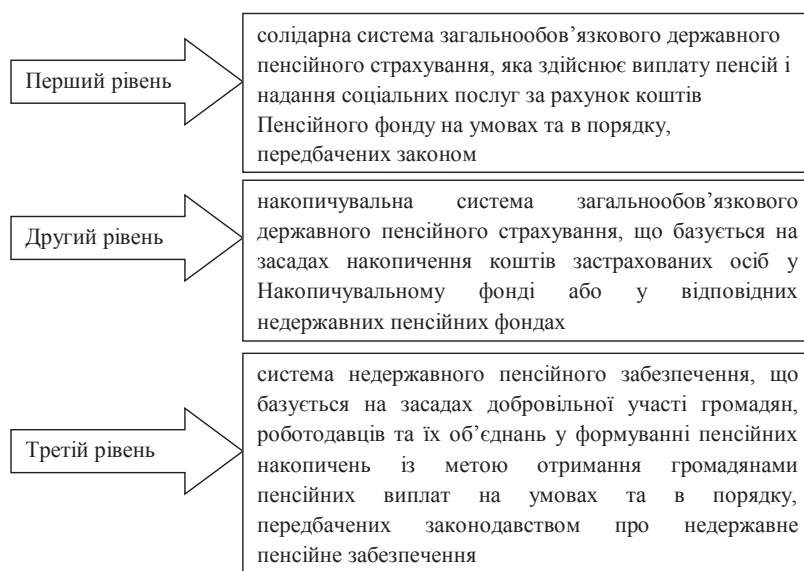 Перший рівень
солідарна система загальнообов’язкового державного
пенсійного страхування, яка здійснює виплату пенсій і
надання соціальних послуг за рахунок коштів
Пенсійного фонду на умовах та в порядку,
передбачених законом
Другий рівень
накопичувальна система загальнообов’язкового
державного пенсійного страхування, що базується на
засадах накопичення коштів застрахованих осіб у
Накопичувальному фонді або у відповідних
недержавних пенсійних фондах
Третій рівень
система недержавного пенсійного забезпечення, що
базується на засадах добровільної участі громадян,
роботодавців та їх об’єднань у формуванні пенсійних
накопичень із метою отримання громадянами
пенсійних виплат на умовах та в порядку,
передбачених законодавством про недержавне
пенсійне забезпечення